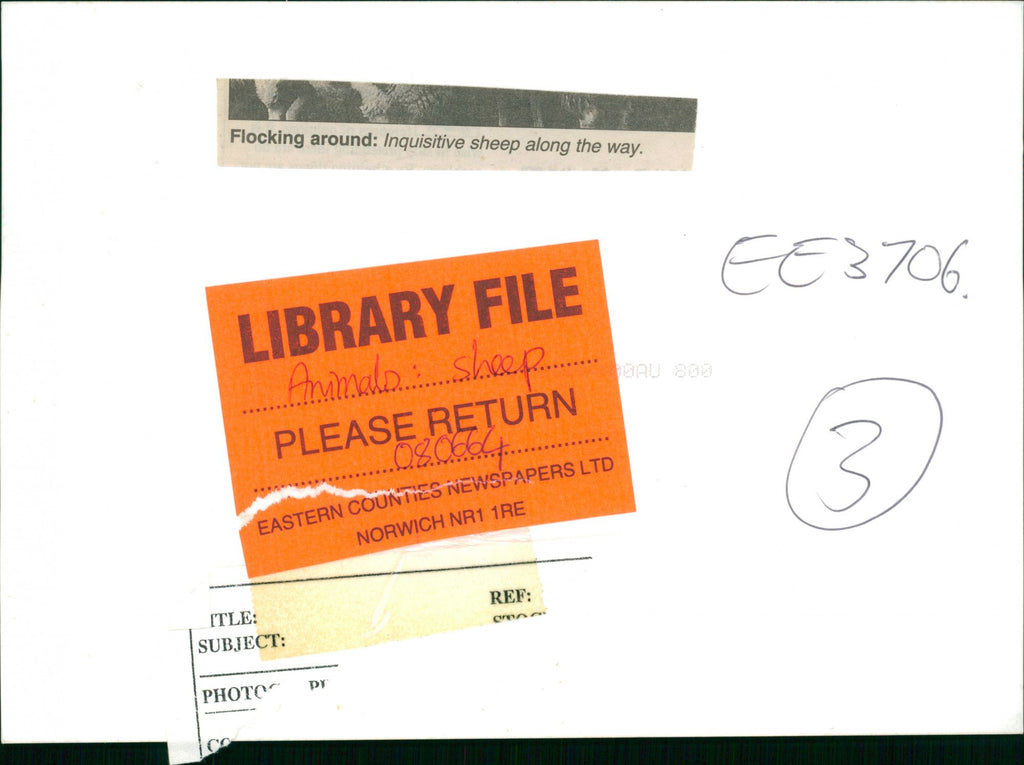 Flocking around: Inquisitive sheep along the way.
EE3706.
LIBRARY FILE
Animals: sheep
PLEASE RETURN
080664
EASTERN COUNTIES NEWSPAPERS LTD
NORWICH NR1 1RE
800
3
REF:
SUBJECT: